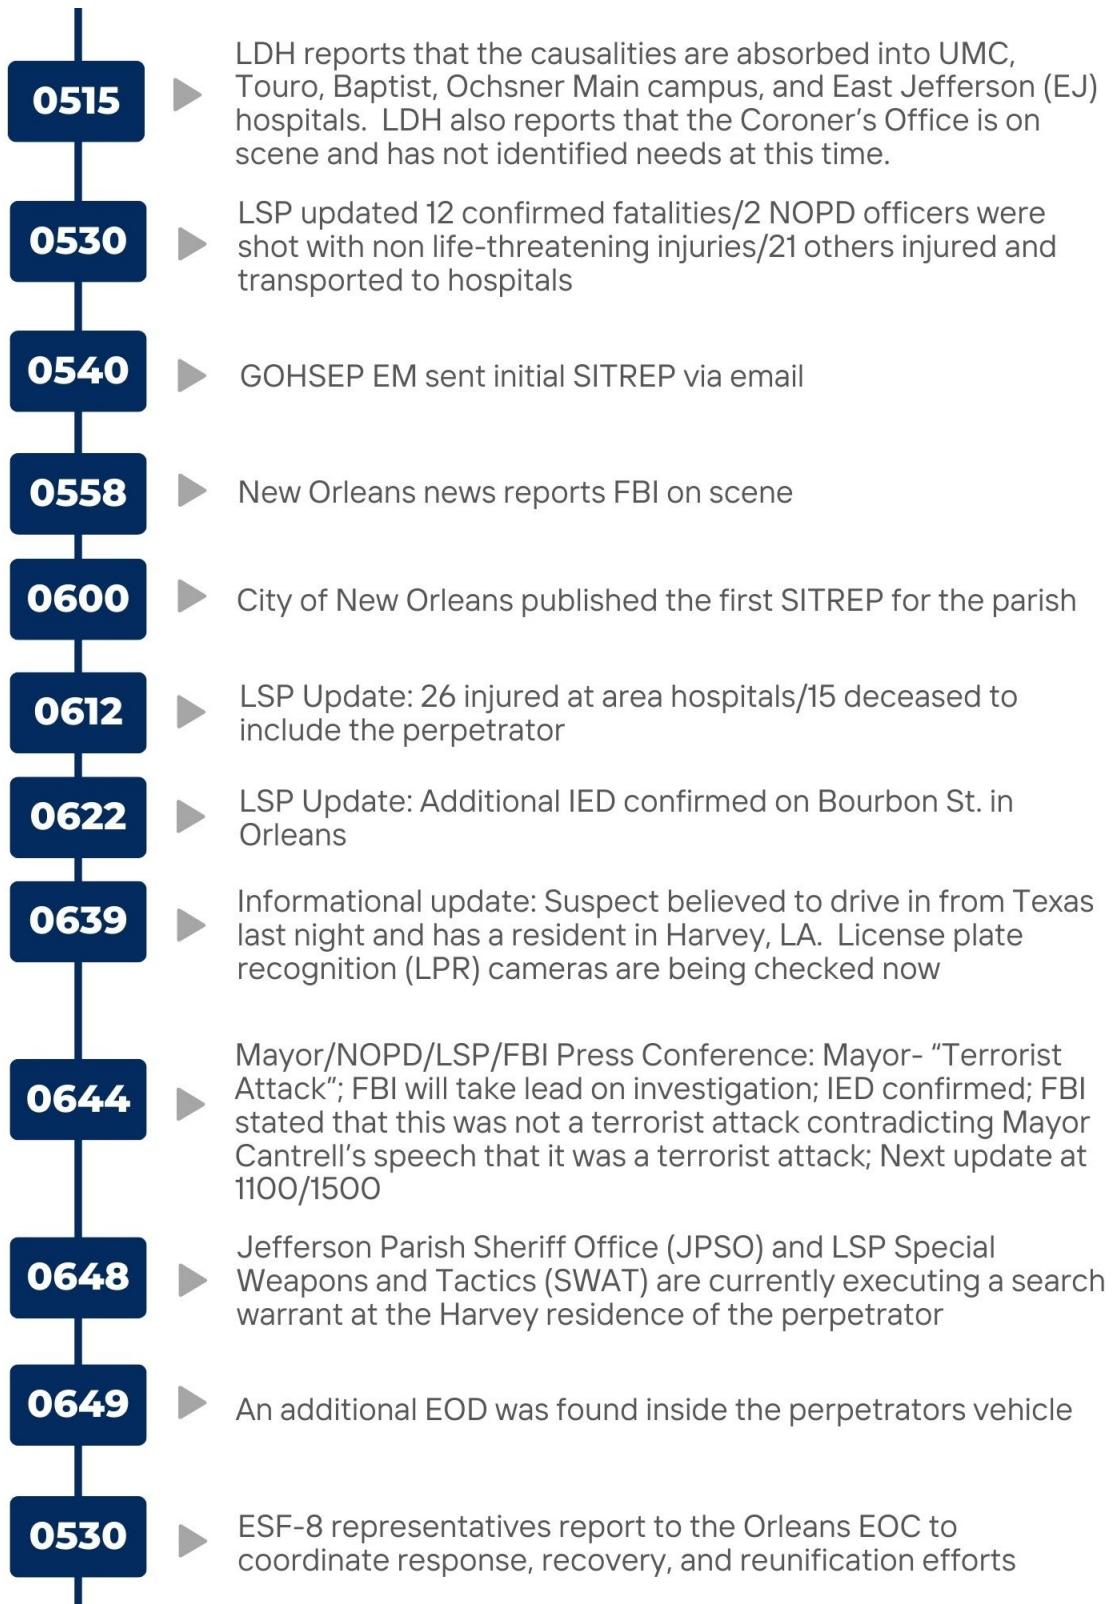 0515
LDH reports that the causalities are absorbed into UMC,
Touro, Baptist, Ochsner Main campus, and East Jefferson (EJ)
hospitals.  LDH also reports that the Coroner's Office is on
scene and has not identified needs at this time.
0530
LSP updated 12 confirmed fatalities/2 NOPD officers were
shot with non life-threatening injuries/21 others injured and
transported to hospitals
0540
GOHSEP EM sent initial SITREP via email
0558
New Orleans news reports FBI on scene
0600
City of New Orleans published the first SITREP for the parish
0612
LSP Update: 26 injured at area hospitals/15 deceased to
include the perpetrator
0622
LSP Update: Additional IED confirmed on Bourbon St. in
Orleans
0639
Informational update: Suspect believed to drive in from Texas
last night and has a resident in Harvey, LA.  License plate
recognition (LPR) cameras are being checked now
0644
Mayor/NOPD/LSP/FBI Press Conference: Mayor- “Terrorist
Attack”; FBI will take lead on investigation; IED confirmed; FBI
stated that this was not a terrorist attack contradicting Mayor
Cantrell's speech that it was a terrorist attack; Next update at
1100/1500
0648
Jefferson Parish Sheriff Office (JPSO) and LSP Special
Weapons and Tactics (SWAT) are currently executing a search
warrant at the Harvey residence of the perpetrator
0649
An additional EOD was found inside the perpetrators vehicle
0530
ESF-8 representatives report to the Orleans EOC to
coordinate response, recovery, and reunification efforts